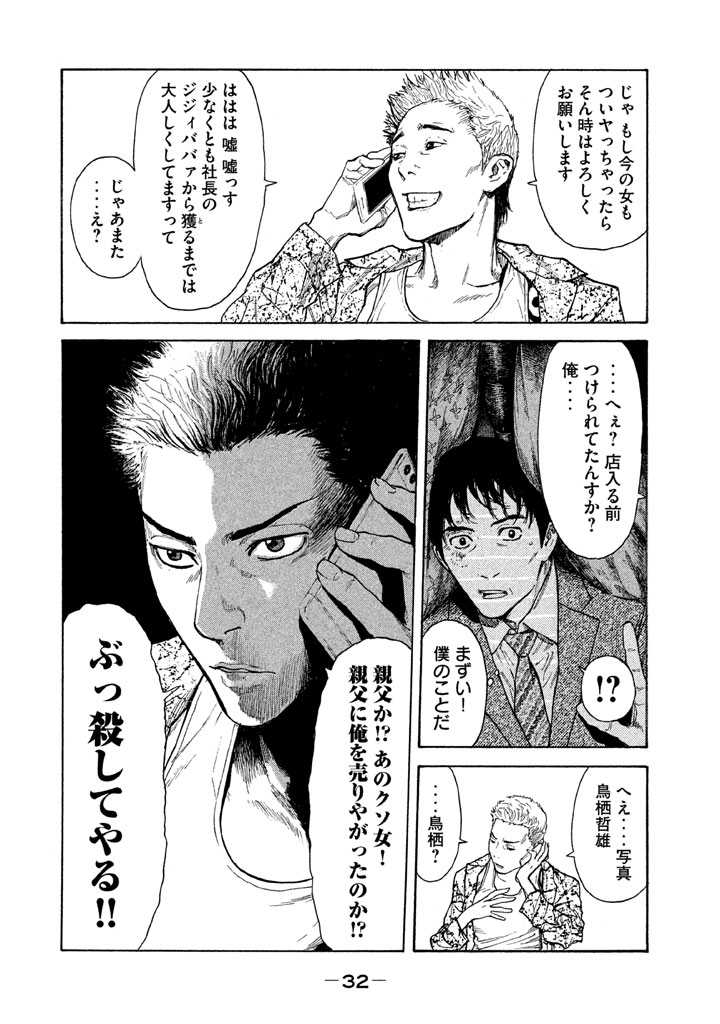 じゃ もし今の女も
ついヤっちゃったら
そん時はよろしく
お願いします
ははは 嘘 嘘っす
少なくとも社長の
ジジィババァから獲るまでは
と
大人しくしてますって
じゃあまた
‥‥え?
‥‥へぇ? 店入る前
つけられてたんすか?
俺‥‥
!?
まずい!
僕のことだ
へえ‥‥写真
鳥栖哲雄
‥‥鳥栖?
親父か!? あのクソ女!
親父に俺を売りやがったのか!?
ぶっ殺してやる!!
—32—